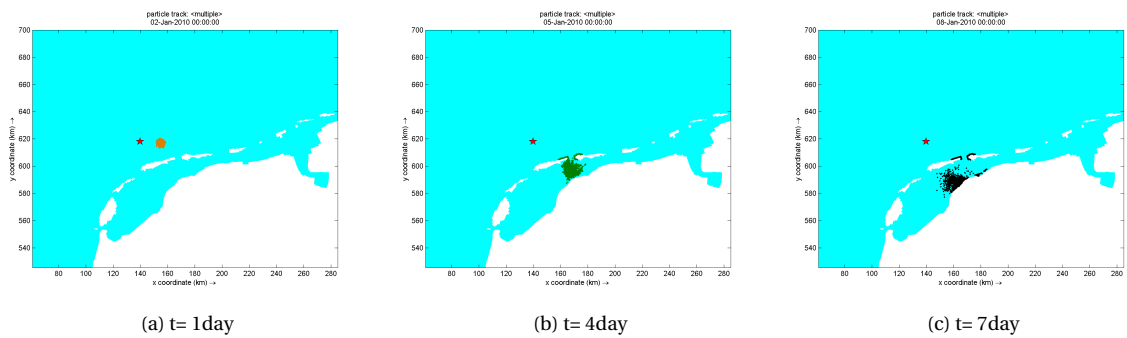 particle track: <multiple>
02-Jan-2010 00:00:00
700
680
660
640
620
600
580
560
540
y coordinate (km) →
80 100 120 140 160 180 200 220 240 260 280
x coordinate (km) →
(a) t= 1day
particle track: <multiple>
05-Jan-2010 00:00:00
700
680
660
640
620
600
580
560
540
y coordinate (km) →
80 100 120 140 160 180 200 220 240 260 280
x coordinate (km) →
(b) t= 4day
particle track: <multiple>
08-Jan-2010 00:00:00
700
680
660
640
620
600
580
560
540
y coordinate (km) →
80 100 120 140 160 180 200 220 240 260 280
x coordinate (km) →
(c) t= 7day